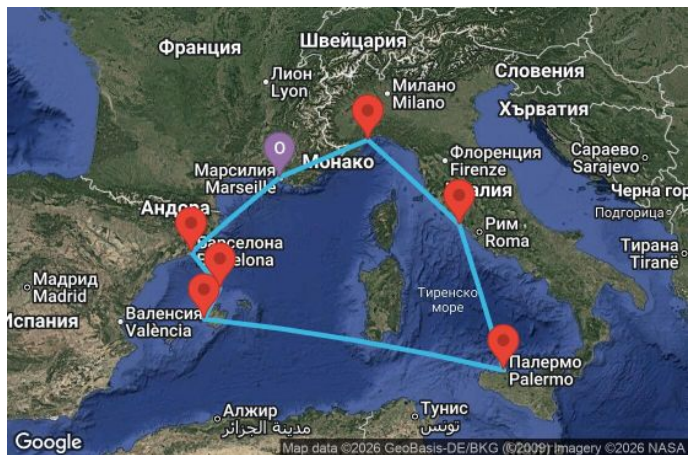 Франция
Швейцария
Словения
Лион
Lyon
Милано
Milano
Хърватия
O
Марсилия
Marseille
Монако
Флоренция
Firenze
Сараево
Sarajevo
Андора
Черна гор
Подгорица
Барселона
Рим
Roma
Тирана
Tiranë
Мадрид
Madrid
Тиренско
море
Валенсия
València
Испания
Палермо
Palermo
Алжир
مدينة الجزائر
Тунис
تونس
Google
Map data ©2026 GeoBasis-DE/BKG (©2009) Imagery ©2026 NASA